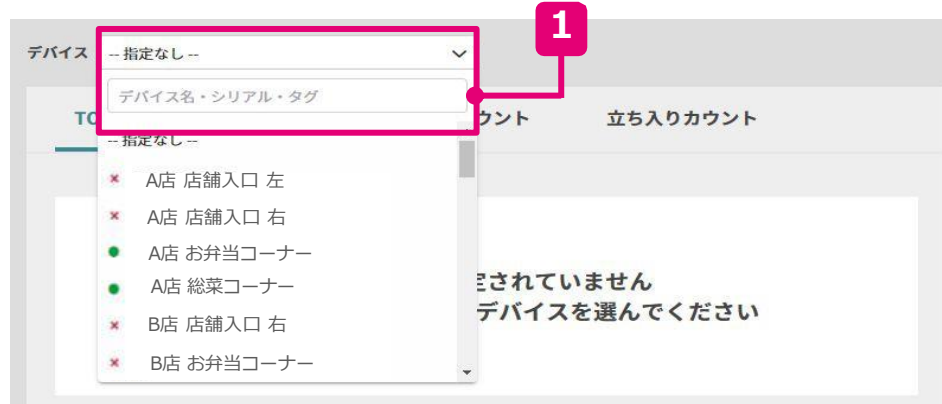 1
デバイス -- 指定なし --
デバイス名・シリアル・タグ
TO ウント 立ち入りカウント
-- 指定なし --
A店 店舗入口 左
A店 店舗入口 右
A店 お弁当コーナー
A店 総菜コーナー
B店 店舗入口 右
B店 お弁当コーナー
されていません
デバイスを選んでください